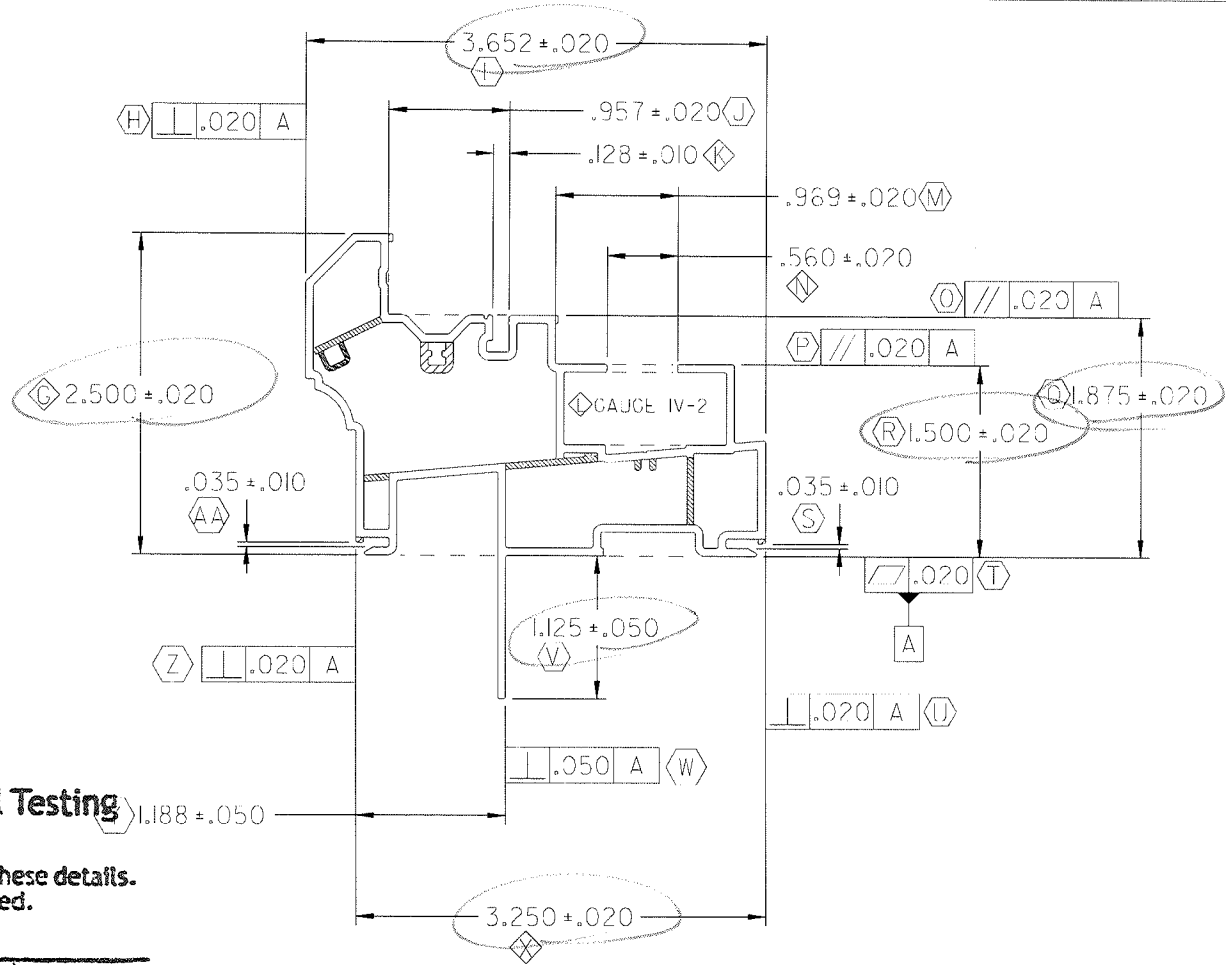 3.652 ±.020
I
H ⊥ .020 A
.957 ±.020 J
.128 ±.010 K
.969 ±.020 M
.560 ±.020
N
O // .020 A
P // .020 A
G 2.500 ±.020
L GAUGE IV-2
Q 1.875 ±.020
R 1.500 ±.020
.035 ±.010
AA
.035 ±.010
S
⏥ .020 T
A
1.125 ±.050
V
Z ⊥ .020 A
⊥ .020 A U
⊥ .050 A W
Testing
Y 1.188 ±.050
hese details.
ed.
3.250 ±.020
X